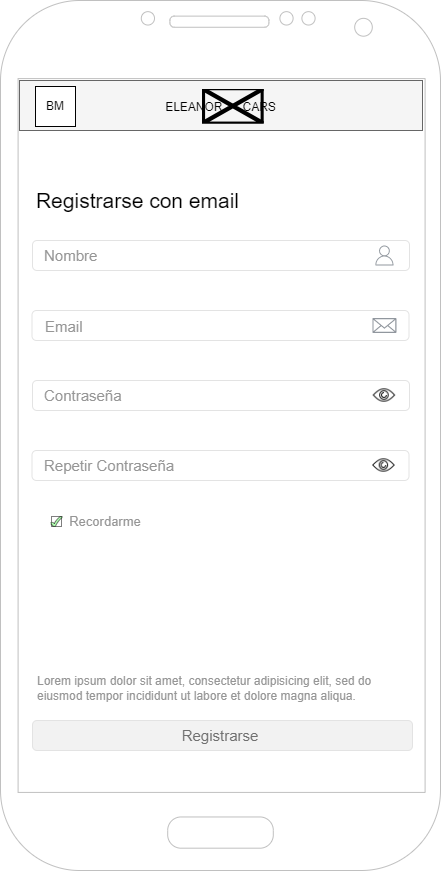 BM
ELEANOR CARS
Registrarse con email
Nombre
Email
Contraseña
Repetir Contraseña
Recordarme
Lorem ipsum dolor sit amet, consectetur adipisicing elit, sed do
eiusmod tempor incididunt ut labore et dolore magna aliqua.
Registrarse